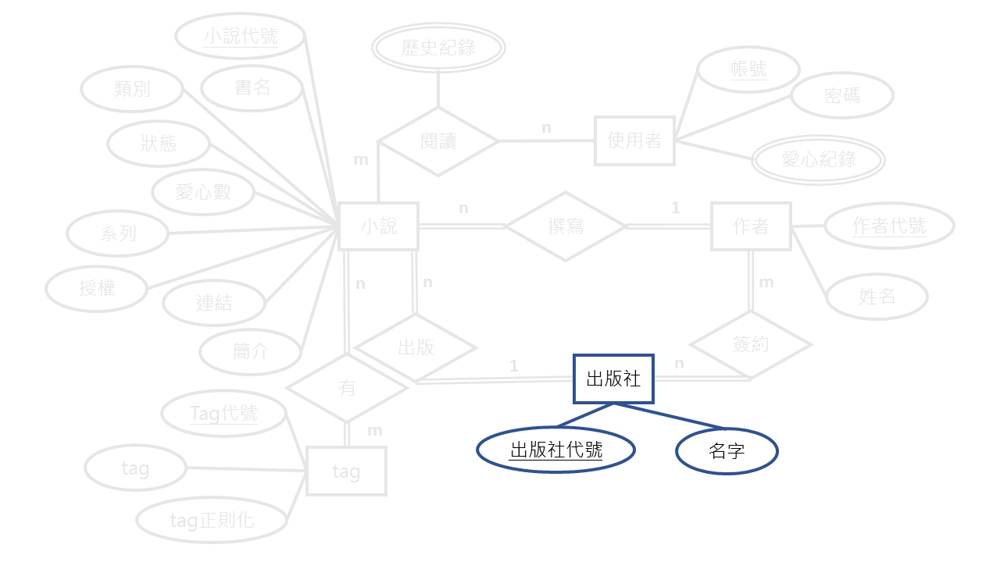 小說代號
歷史紀錄
帳號
類別
書名
密碼
狀態
閱讀
n
使用者
m
愛心紀錄
愛心數
小說
n
撰寫
1
作者
作者代號
系列
授權
連結
n
n
m
姓名
簡介
出版
簽約
有
1
出版社
n
Tag代號
m
出版社代號
名字
tag
tag
tag正則化